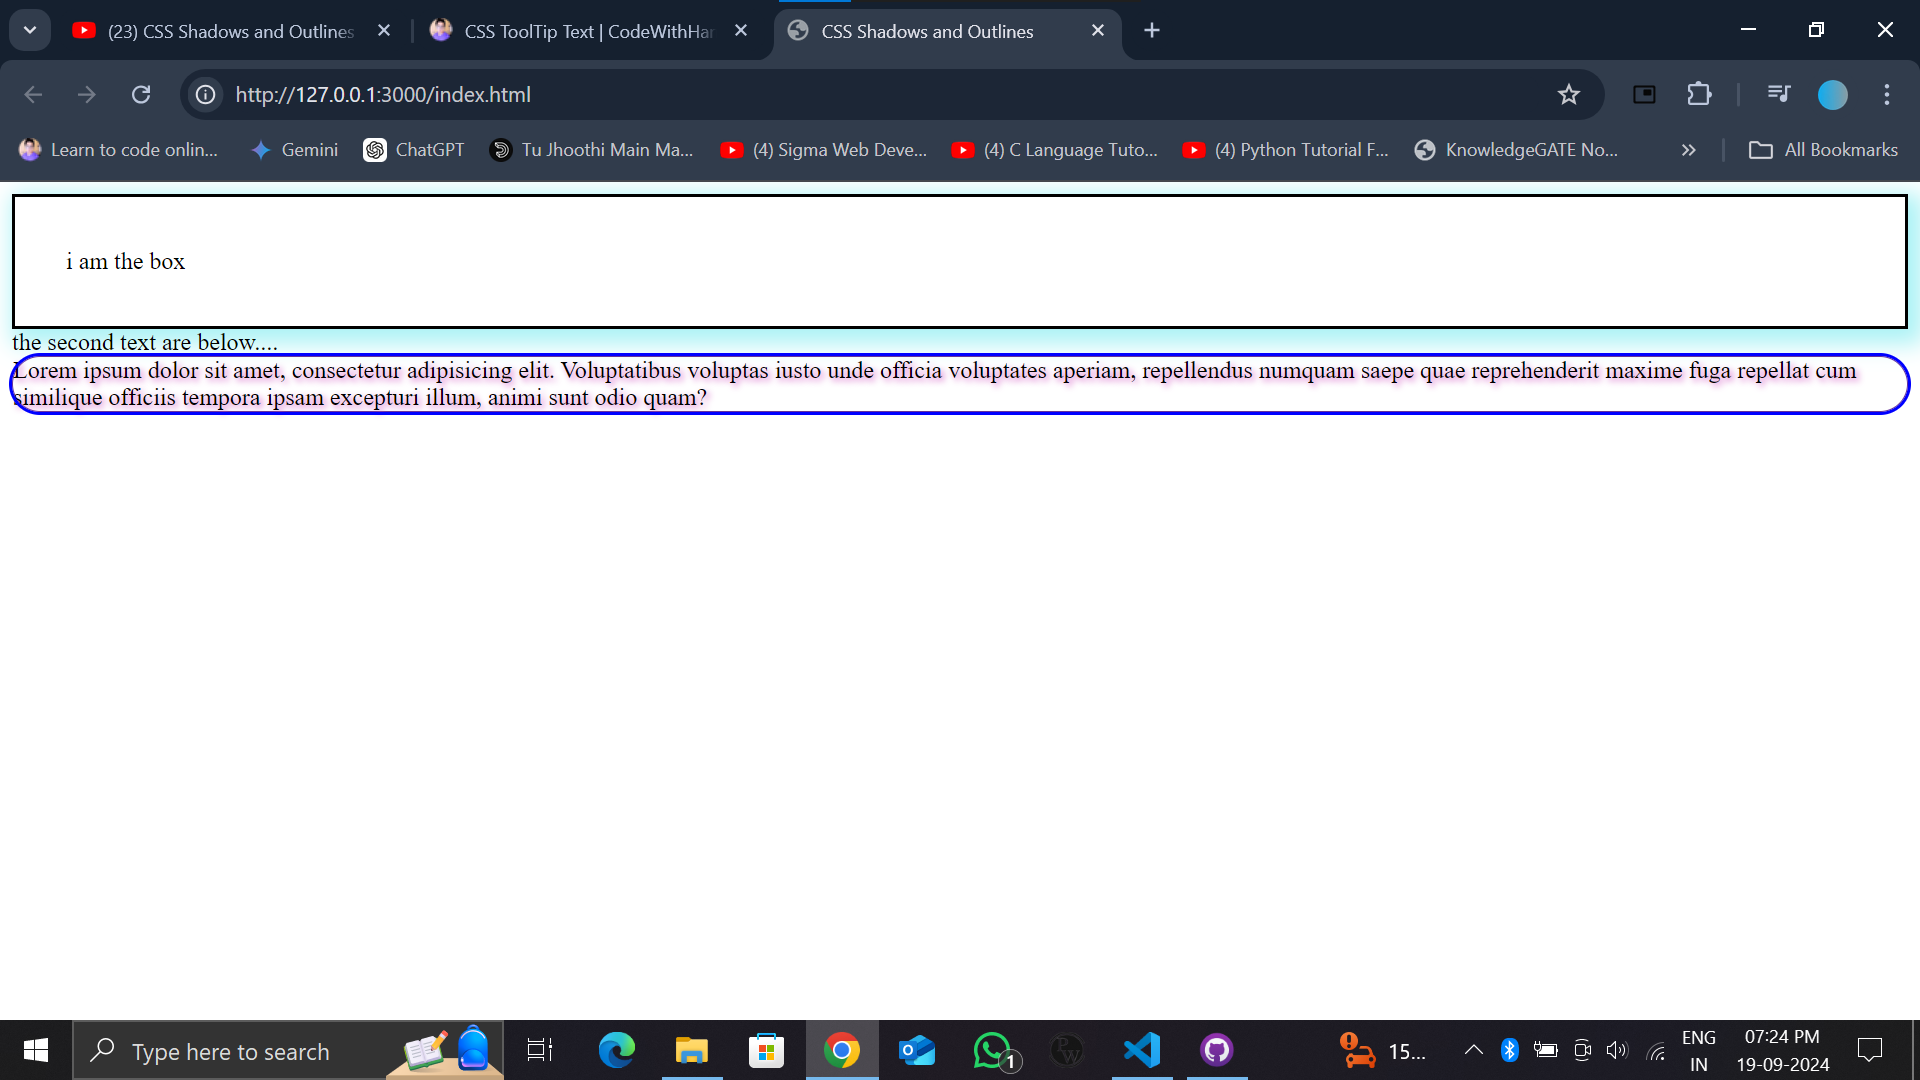 (23) CSS Shadows and Outlines
CSS ToolTip Text | CodeWithHar
CSS Shadows and Outlines
http://127.0.0.1:3000/index.html
Learn to code onlin...
Gemini
ChatGPT
Tu Jhoothi Main Ma...
(4) Sigma Web Deve...
(4) C Language Tuto...
(4) Python Tutorial F...
KnowledgeGATE No...
All Bookmarks
i am the box
the second text are below....
Lorem ipsum dolor sit amet, consectetur adipisicing elit. Voluptatibus voluptas iusto unde officia voluptates aperiam, repellendus numquam saepe quae reprehenderit maxime fuga repellat cum
similique officiis tempora ipsam excepturi illum, animi sunt odio quam?
Type here to search
1
PW
15...
ENG
IN
07:24 PM
19-09-2024